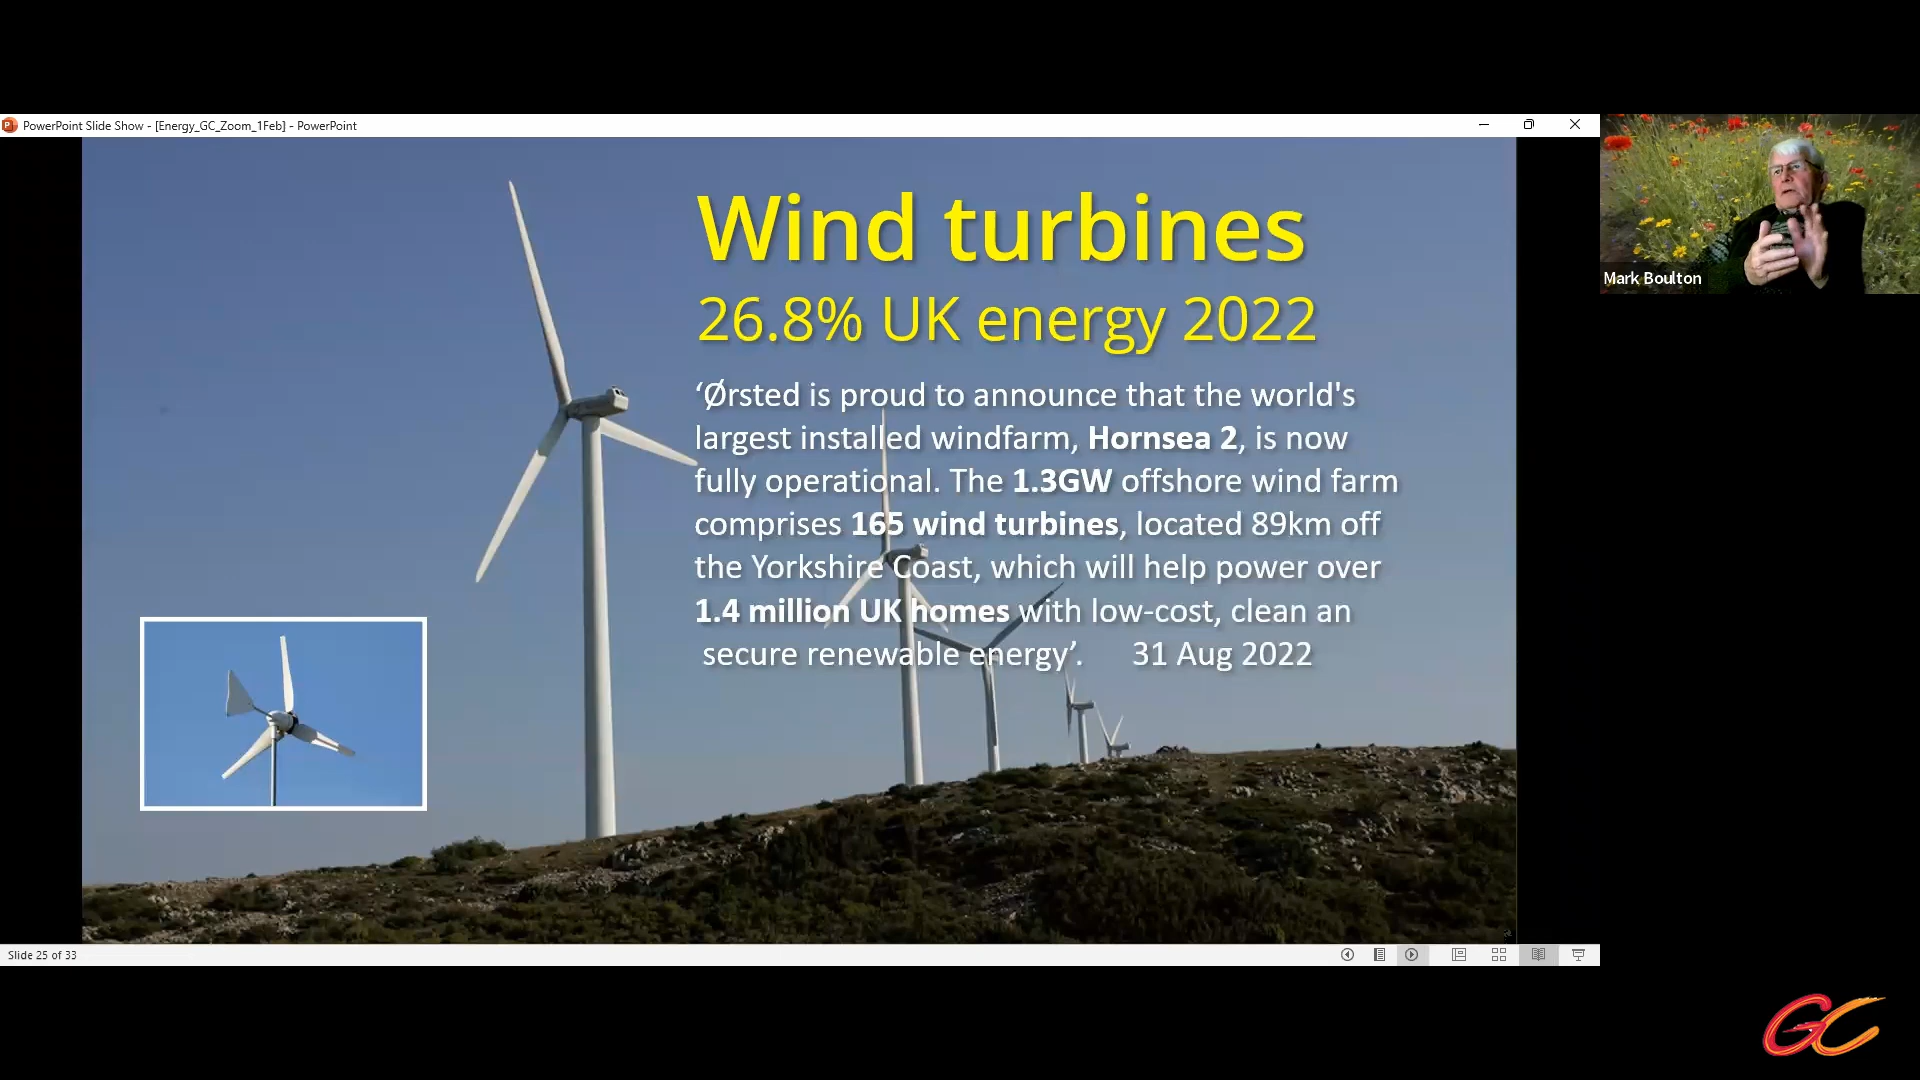 PowerPoint Slide Show - [Energy_GC_Zoom_1Feb] - PowerPoint
Wind turbines
26.8% UK energy 2022
‘Ørsted is proud to announce that the world's
largest installed windfarm, Hornsea 2, is now
fully operational. The 1.3GW offshore wind farm
comprises 165 wind turbines, located 89km off
the Yorkshire Coast, which will help power over
1.4 million UK homes with low-cost, clean an
secure renewable energy’. 31 Aug 2022
Mark Boulton
Slide 25 of 33
GC